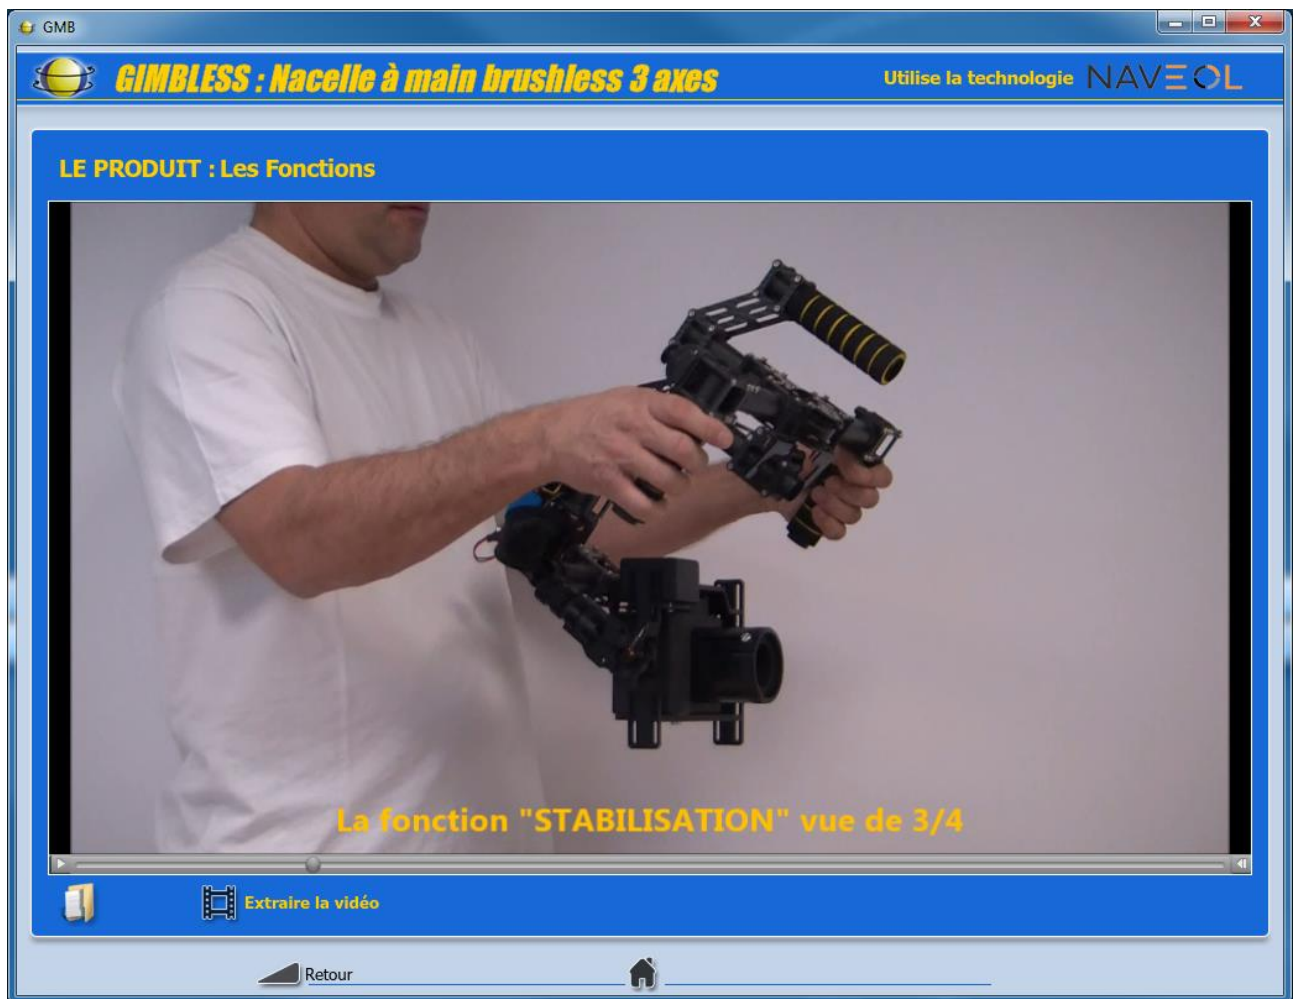 GMB
GIMBLESS : Nacelle à main brushless 3 axes
Utilise la technologie NAVEOL
LE PRODUIT : Les Fonctions
La fonction "STABILISATION" vue de 3/4
Extraire la vidéo
Retour